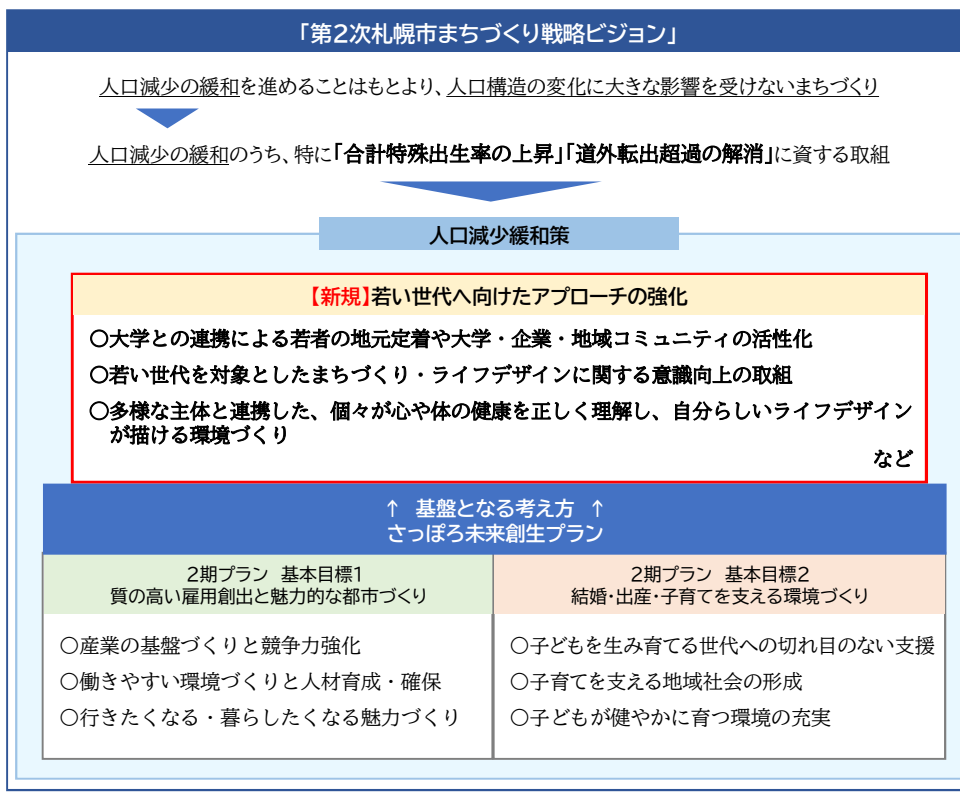 「第2次札幌市まちづくり戦略ビジョン」
人口減少の緩和を進めることはもとより、人口構造の変化に大きな影響を受けないまちづくり
人口減少の緩和のうち、特に「合計特殊出生率の上昇」「道外転出超過の解消」に資する取組
人口減少緩和策
【新規】若い世代へ向けたアプローチの強化
○大学との連携による若者の地元定着や大学・企業・地域コミュニティの活性化
○若い世代を対象としたまちづくり・ライフデザインに関する意識向上の取組
○多様な主体と連携した、個々が心や体の健康を正しく理解し、自分らしいライフデザイン
が描ける環境づくり
など
↑ 基盤となる考え方 ↑
さっぽろ未来創生プラン
2期プラン 基本目標1
質の高い雇用創出と魅力的な都市づくり
○産業の基盤づくりと競争力強化
○働きやすい環境づくりと人材育成・確保
○行きたくなる・暮らしたくなる魅力づくり
2期プラン 基本目標2
結婚・出産・子育てを支える環境づくり
○子どもを生み育てる世代への切れ目のない支援
○子育てを支える地域社会の形成
○子どもが健やかに育つ環境の充実